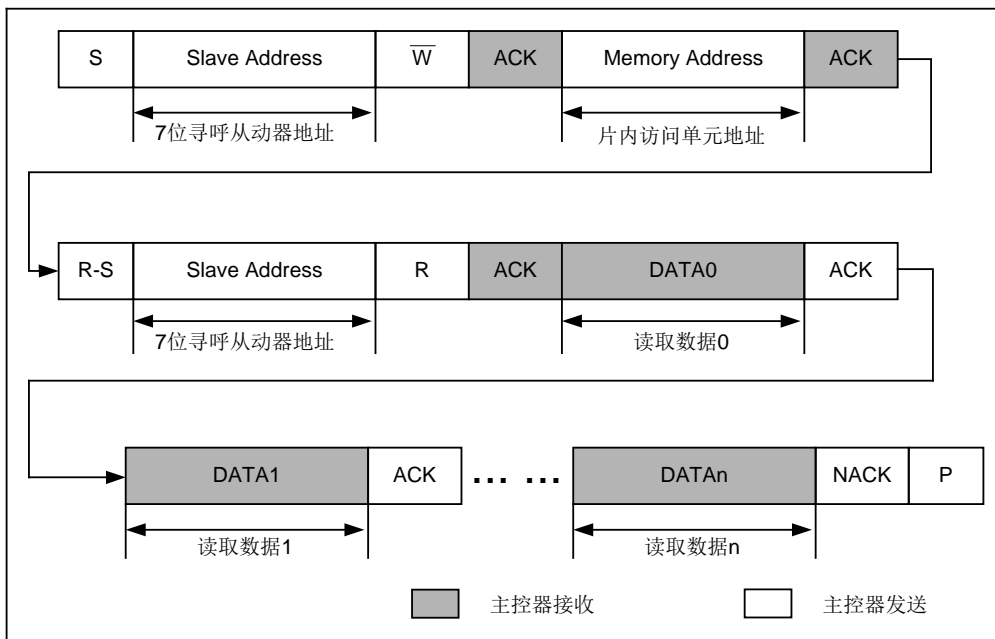 S Slave Address W ACK Memory Address ACK
7位寻呼从动器地址 片内访问单元地址
R-S Slave Address R ACK DATA0 ACK
7位寻呼从动器地址 读取数据0
DATA1 ACK ... ... DATAn NACK P
读取数据1 读取数据n
主控器接收 主控器发送